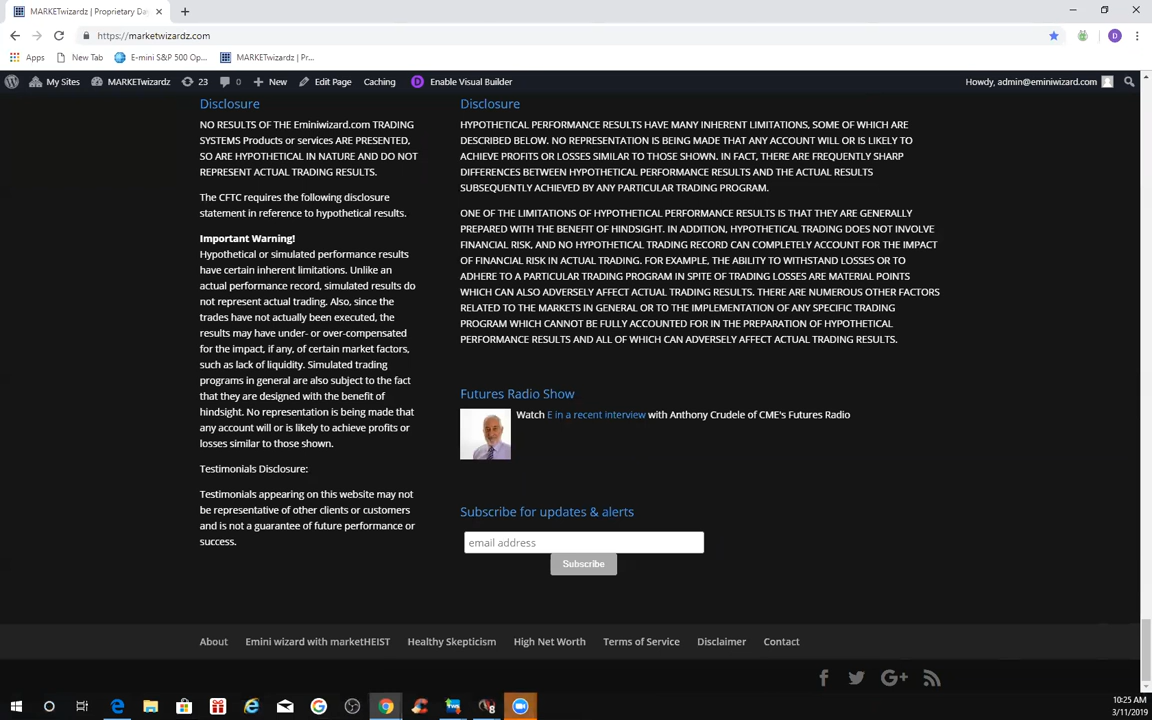 MARKETwizardz | Proprietary Da
https://marketwizardz.com
D
Apps
New Tab
E-mini S&P 500 Op...
MARKETwizardz | Pr...
My Sites
MARKETwizardz
23
0
New
Edit Page
Caching
D
Enable Visual Builder
Howdy, admin@eminiwizard.com
Disclosure
NO RESULTS OF THE Eminiwizard.com TRADING
SYSTEMS Products or services ARE PRESENTED,
SO ARE HYPOTHETICAL IN NATURE AND DO NOT
REPRESENT ACTUAL TRADING RESULTS.
The CFTC requires the following disclosure
statement in reference to hypothetical results.
Important Warning!
Hypothetical or simulated performance results
have certain inherent limitations. Unlike an
actual performance record, simulated results do
not represent actual trading. Also, since the
trades have not actually been executed, the
results may have under- or over-compensated
for the impact, if any, of certain market factors,
such as lack of liquidity. Simulated trading
programs in general are also subject to the fact
that they are designed with the benefit of
hindsight. No representation is being made that
any account will or is likely to achieve profits or
losses similar to those shown.
Testimonials Disclosure:
Testimonials appearing on this website may not
be representative of other clients or customers
and is not a guarantee of future performance or
success.
Disclosure
HYPOTHETICAL PERFORMANCE RESULTS HAVE MANY INHERENT LIMITATIONS, SOME OF WHICH ARE
DESCRIBED BELOW. NO REPRESENTATION IS BEING MADE THAT ANY ACCOUNT WILL OR IS LIKELY TO
ACHIEVE PROFITS OR LOSSES SIMILAR TO THOSE SHOWN. IN FACT, THERE ARE FREQUENTLY SHARP
DIFFERENCES BETWEEN HYPOTHETICAL PERFORMANCE RESULTS AND THE ACTUAL RESULTS
SUBSEQUENTLY ACHIEVED BY ANY PARTICULAR TRADING PROGRAM.
ONE OF THE LIMITATIONS OF HYPOTHETICAL PERFORMANCE RESULTS IS THAT THEY ARE GENERALLY
PREPARED WITH THE BENEFIT OF HINDSIGHT. IN ADDITION, HYPOTHETICAL TRADING DOES NOT INVOLVE
FINANCIAL RISK, AND NO HYPOTHETICAL TRADING RECORD CAN COMPLETELY ACCOUNT FOR THE IMPACT
OF FINANCIAL RISK IN ACTUAL TRADING. FOR EXAMPLE, THE ABILITY TO WITHSTAND LOSSES OR TO
ADHERE TO A PARTICULAR TRADING PROGRAM IN SPITE OF TRADING LOSSES ARE MATERIAL POINTS
WHICH CAN ALSO ADVERSELY AFFECT ACTUAL TRADING RESULTS. THERE ARE NUMEROUS OTHER FACTORS
RELATED TO THE MARKETS IN GENERAL OR TO THE IMPLEMENTATION OF ANY SPECIFIC TRADING
PROGRAM WHICH CANNOT BE FULLY ACCOUNTED FOR IN THE PREPARATION OF HYPOTHETICAL
PERFORMANCE RESULTS AND ALL OF WHICH CAN ADVERSELY AFFECT ACTUAL TRADING RESULTS.
Futures Radio Show
Watch E in a recent interview with Anthony Crudele of CME's Futures Radio
Subscribe for updates & alerts
email address
Subscribe
About
Emini wizard with marketHEIST
Healthy Skepticism
High Net Worth
Terms of Service
Disclaimer
Contact
10:25 AM
3/11/2019